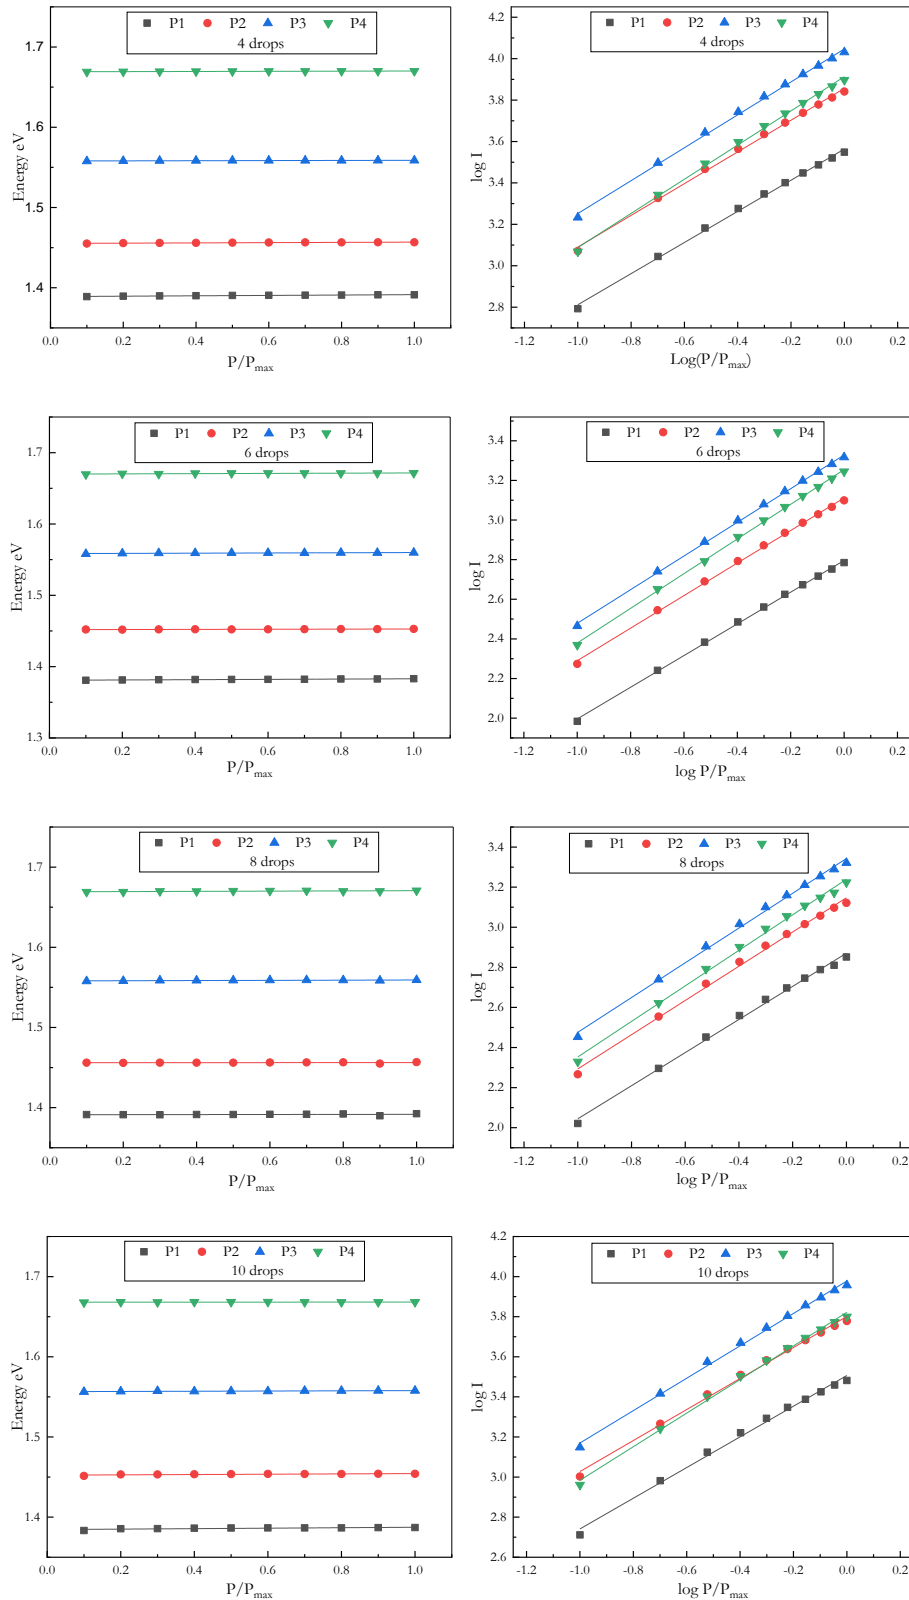 P1 P2 P3 P4
4 drops
1.7
1.6
1.5
1.4
Energy eV
0.0 0.2 0.4 0.6 0.8 1.0
P/Pmax
P1 P2 P3 P4
4 drops
4.0
3.8
3.6
3.4
3.2
3.0
2.8
log I
-1.2 -1.0 -0.8 -0.6 -0.4 -0.2 0.0 0.2
Log(P/Pmax)
P1 P2 P3 P4
6 drops
1.7
1.6
1.5
1.4
1.3
Energy eV
0.0 0.2 0.4 0.6 0.8 1.0
P/Pmax
P1 P2 P3 P4
6 drops
3.4
3.2
3.0
2.8
2.6
2.4
2.2
2.0
log I
-1.2 -1.0 -0.8 -0.6 -0.4 -0.2 0.0 0.2
log P/Pmax
P1 P2 P3 P4
8 drops
1.7
1.6
1.5
1.4
Energy eV
0.0 0.2 0.4 0.6 0.8 1.0
P/Pmax
P1 P2 P3 P4
8 drops
3.4
3.2
3.0
2.8
2.6
2.4
2.2
2.0
log I
-1.2 -1.0 -0.8 -0.6 -0.4 -0.2 0.0 0.2
log P/Pmax
P1 P2 P3 P4
10 drops
1.7
1.6
1.5
1.4
Energy eV
0.0 0.2 0.4 0.6 0.8 1.0
P/Pmax
P1 P2 P3 P4
10 drops
4.2
4.0
3.8
3.6
3.4
3.2
3.0
2.8
2.6
log I
-1.2 -1.0 -0.8 -0.6 -0.4 -0.2 0.0 0.2
log P/Pmax